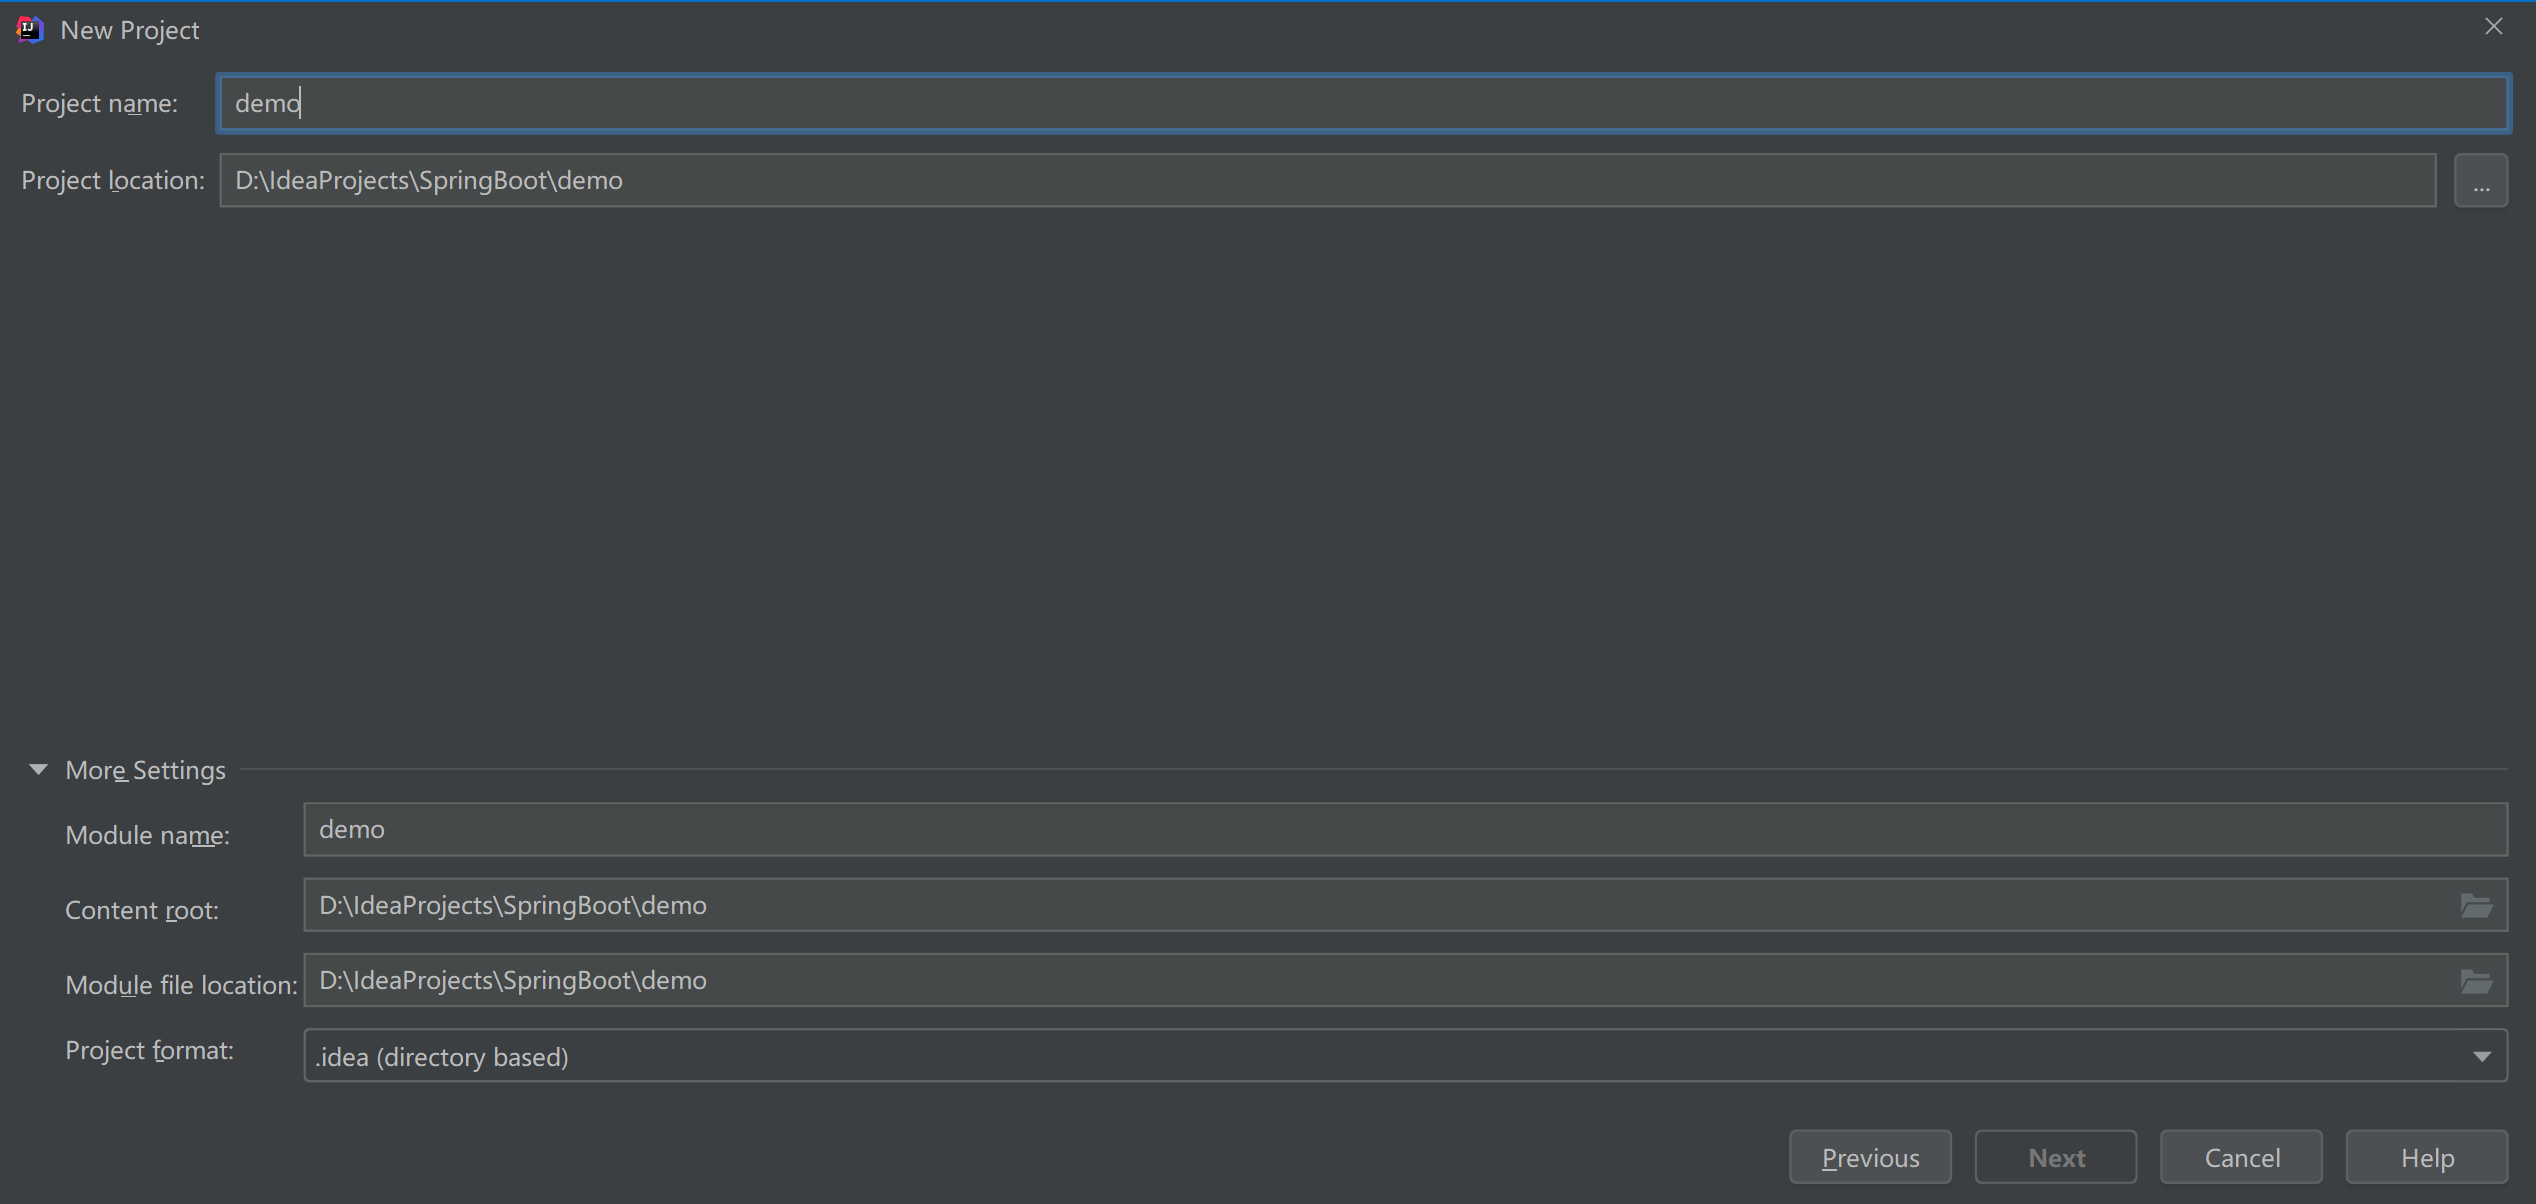 New Project
Project name: demo
Project location: D:\IdeaProjects\SpringBoot\demo ...
More Settings
Module name: demo
Content root: D:\IdeaProjects\SpringBoot\demo
Module file location: D:\IdeaProjects\SpringBoot\demo
Project format: .idea (directory based)
Previous Next Cancel Help